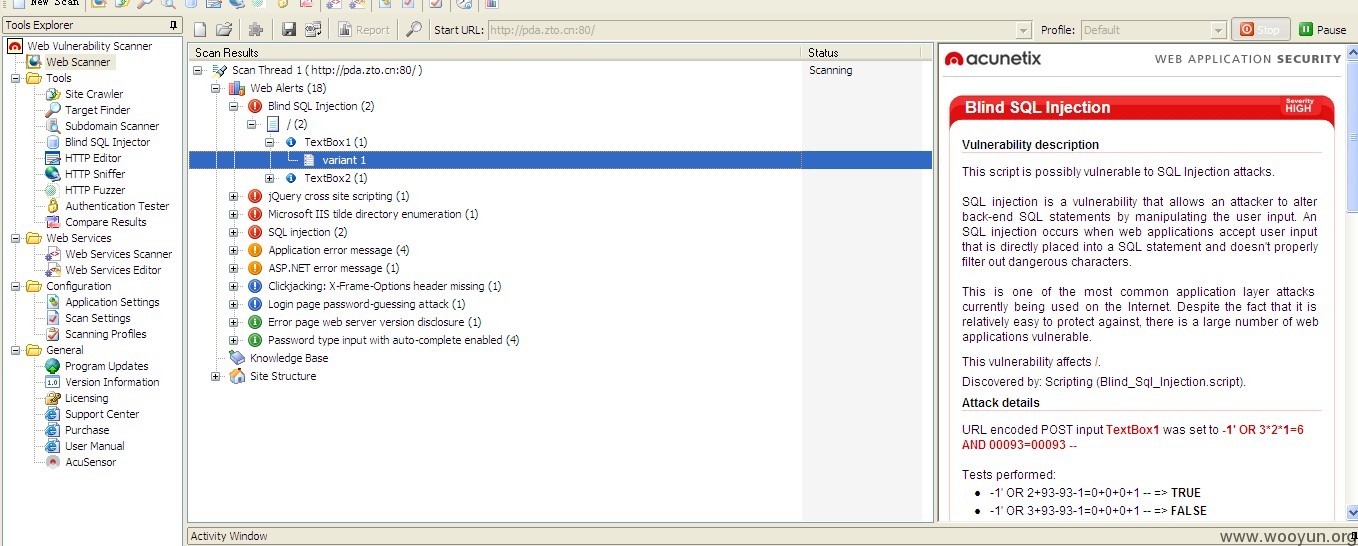 New Scan
Tools Explorer
Web Vulnerability Scanner
Web Scanner
Tools
Site Crawler
Target Finder
Subdomain Scanner
Blind SQL Injector
HTTP Editor
HTTP Sniffer
HTTP Fuzzer
Authentication Tester
Compare Results
Web Services
Web Services Scanner
Web Services Editor
Configuration
Application Settings
Scan Settings
Scanning Profiles
General
Program Updates
1.0 Version Information
Licensing
Support Center
Purchase
User Manual
AcuSensor
Report
Start URL: http://pda.zto.cn:80/
Profile: Default
Stop
Pause
Scan Results Status
Scan Thread 1 ( http://pda.zto.cn:80/ ) Scanning
Web Alerts (18)
Blind SQL Injection (2)
/ (2)
TextBox1 (1)
variant 1
TextBox2 (1)
jQuery cross site scripting (1)
Microsoft IIS tilde directory enumeration (1)
SQL injection (2)
Application error message (4)
ASP.NET error message (1)
Clickjacking: X-Frame-Options header missing (1)
Login page password-guessing attack (1)
Error page web server version disclosure (1)
Password type input with auto-complete enabled (4)
Knowledge Base
Site Structure
acunetix WEB APPLICATION SECURITY
Blind SQL Injection
Severity
HIGH
Vulnerability description
This script is possibly vulnerable to SQL Injection attacks.
SQL injection is a vulnerability that allows an attacker to alter
back-end SQL statements by manipulating the user input. An
SQL injection occurs when web applications accept user input
that is directly placed into a SQL statement and doesn't properly
filter out dangerous characters.
This is one of the most common application layer attacks
currently being used on the Internet. Despite the fact that it is
relatively easy to protect against, there is a large number of web
applications vulnerable.
This vulnerability affects /.
Discovered by: Scripting (Blind_Sql_Injection.script).
Attack details
URL encoded POST input TextBox1 was set to -1' OR 3*2*1=6
AND 00093=00093 --
Tests performed:
-1' OR 2+93-93-1=0+0+0+1 -- => TRUE
-1' OR 3+93-93-1=0+0+0+1 -- => FALSE
Activity Window
www.wooyun.org